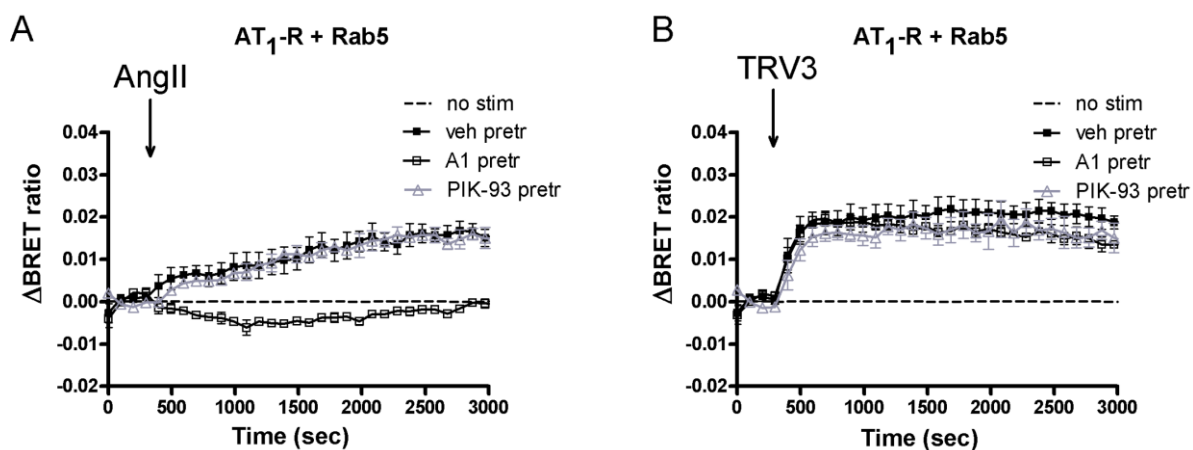 A
AT1-R + Rab5
AngII
no stim
veh pretr
A1 pretr
PIK-93 pretr
ΔBRET ratio
0.04
0.03
0.02
0.01
0.00
-0.01
-0.02
0 500 1000 1500 2000 2500 3000
Time (sec)
B
AT1-R + Rab5
TRV3
no stim
veh pretr
A1 pretr
PIK-93 pretr
ΔBRET ratio
0.04
0.03
0.02
0.01
0.00
-0.01
-0.02
0 500 1000 1500 2000 2500 3000
Time (sec)